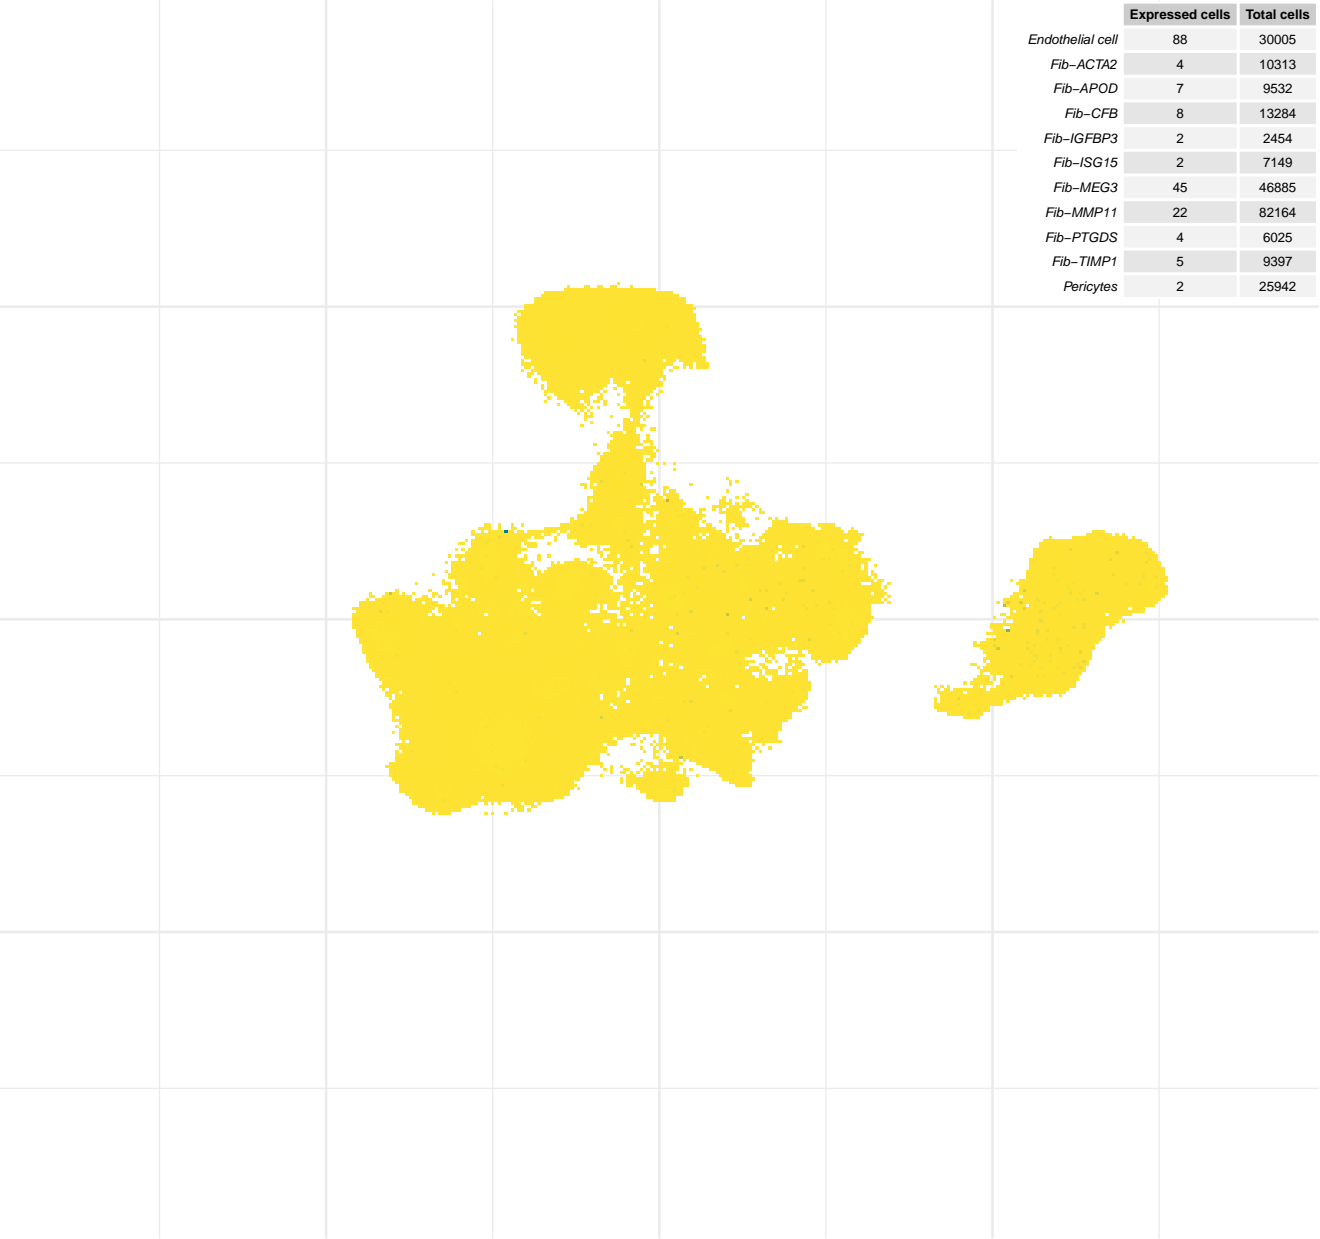 Expressed cells Total cells
Endothelial cell 88 30005
Fib−ACTA2 4 10313
Fib−APOD 7 9532
Fib−CFB 8 13284
Fib−IGFBP3 2 2454
Fib−ISG15 2 7149
Fib−MEG3 45 46885
Fib−MMP11 22 82164
Fib−PTGDS 4 6025
Fib−TIMP1 5 9397
Pericytes 2 25942